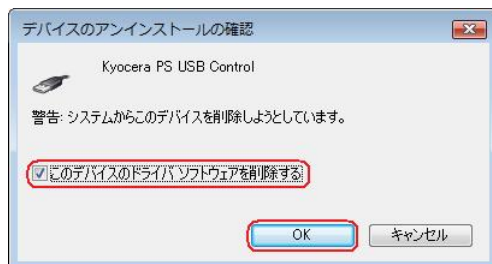 デバイスのアンインストールの確認
Kyocera PS USB Control
警告: システムからこのデバイスを削除しようとしています。
このデバイスのドライバ ソフトウェアを削除する
OK
キャンセル